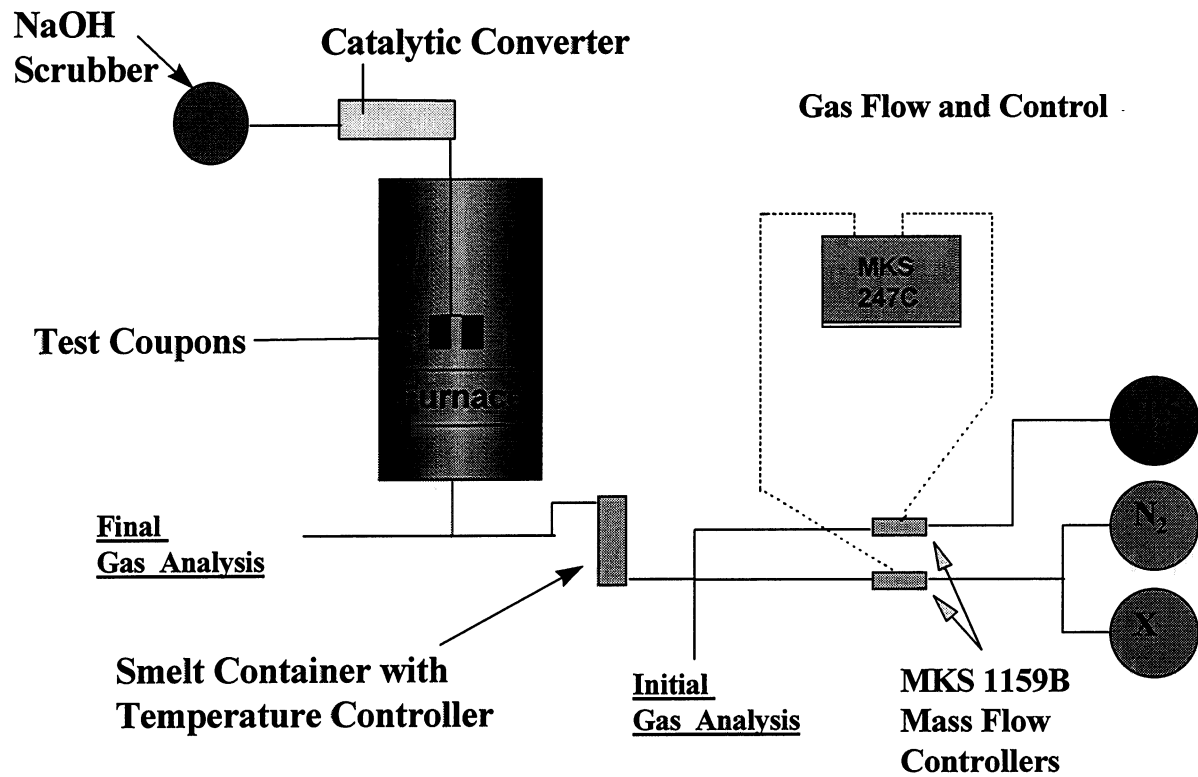 NaOH
Scrubber
Catalytic Converter
Gas Flow and Control
MKS
247C
Test Coupons
Furnace
N₂
X
Final
Gas Analysis
Smelt Container with
Temperature Controller
Initial
Gas Analysis
MKS 1159B
Mass Flow
Controllers